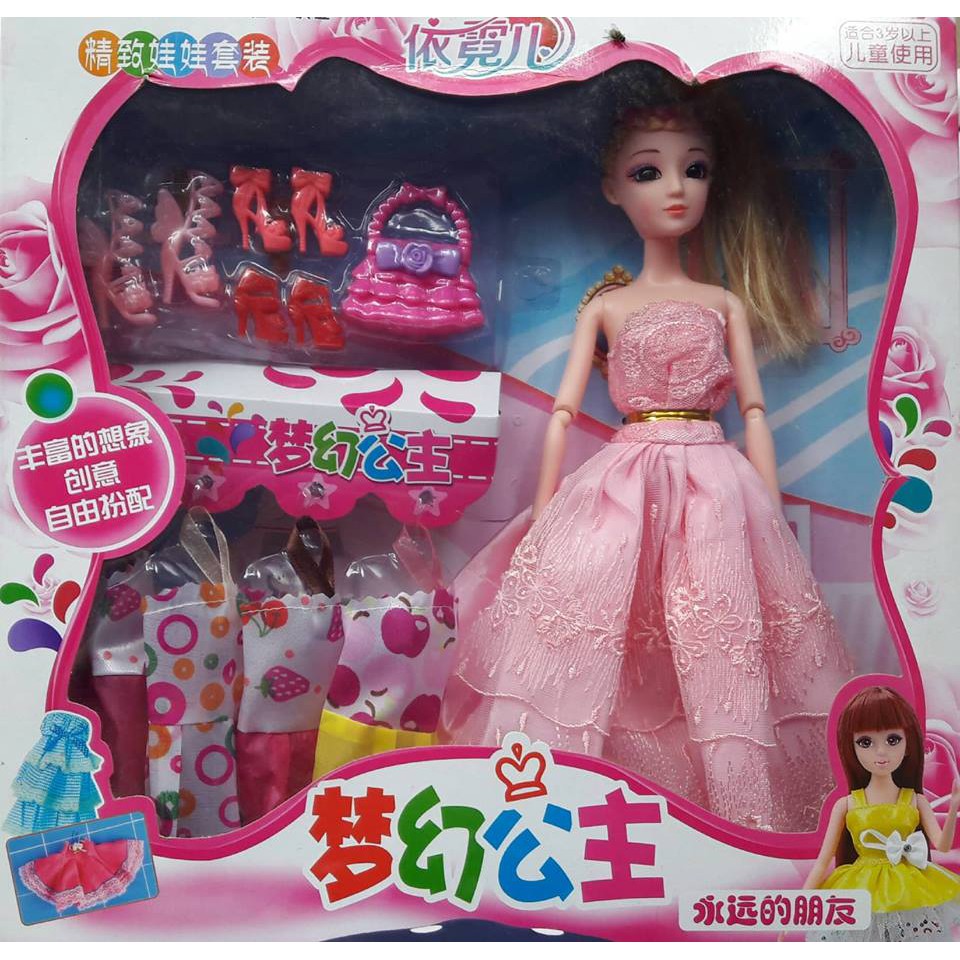 精致娃娃套装
依霓儿
适合3岁以上
儿童使用
梦幻公主
丰富的想象
创意
自由扮配
梦幻公主
永远的朋友